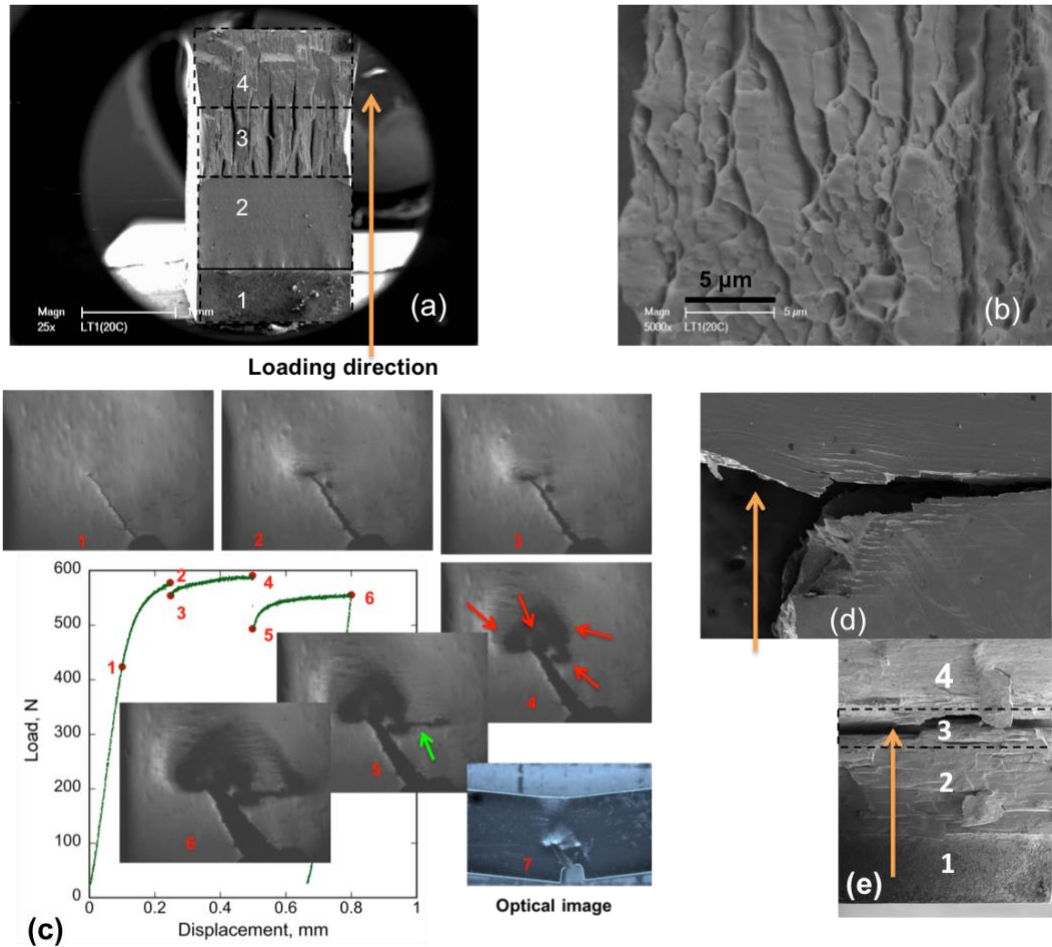 4
3
2
1
(a)
Magn
25x
1 mm
LT1(20C)
5 µm
Magn
5000x
5 µm
LT1(20C)
(b)
Loading direction
1
2
3
600
500
400
300
200
100
0
Load, N
0
0.2
0.4
0.6
0.8
1
Displacement, mm
1
2
3
4
5
6
4
5
6
7
Optical image
(c)
(d)
4
3
2
1
(e)